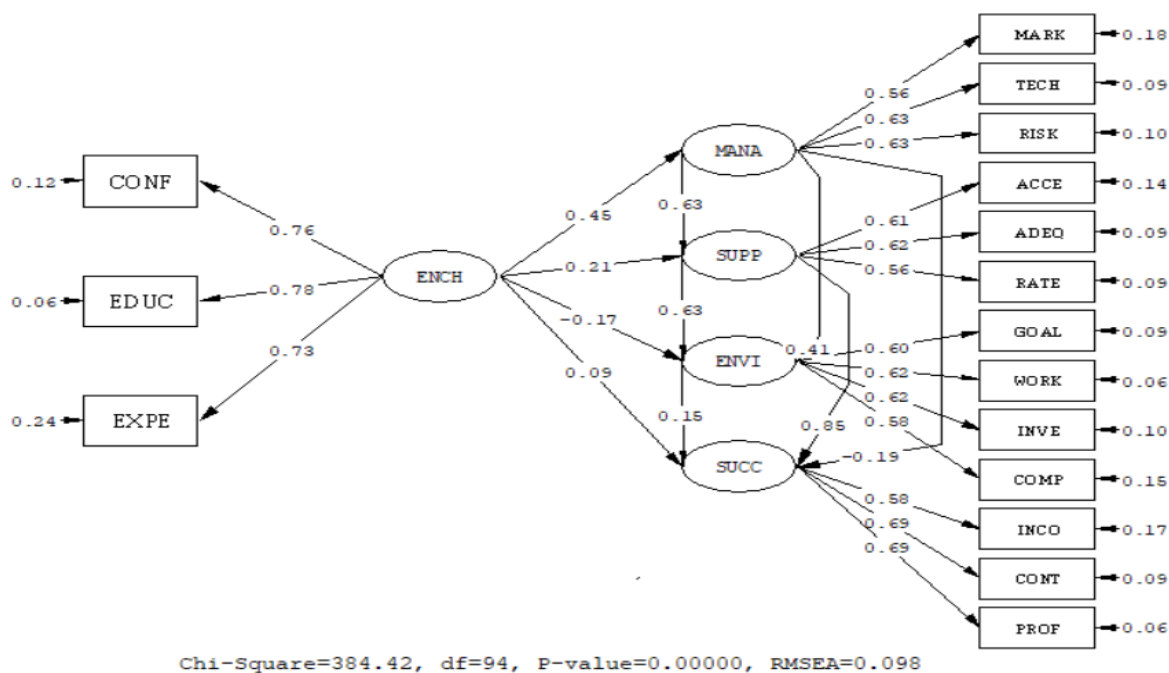 MARK
0.18
0.56
TECH
0.09
0.63
RISK
0.10
0.63
MANA
ACCE
0.14
0.12
CONF
0.61
0.76
0.45
0.63
ADEQ
0.09
0.62
SUPP
RATE
0.09
0.56
ENCH
0.21
0.06
EDUC
0.78
0.63
-0.17
GOAL
0.09
0.60
0.41
ENVI
WORK
0.06
0.62
0.73
0.09
INVE
0.10
0.62
0.24
EXPE
0.15
0.85
0.58
-0.19
SUCC
COMP
0.15
0.58
INCO
0.17
0.69
CONT
0.09
0.69
PROF
0.06
Chi-Square=384.42, df=94, P-value=0.00000, RMSEA=0.098